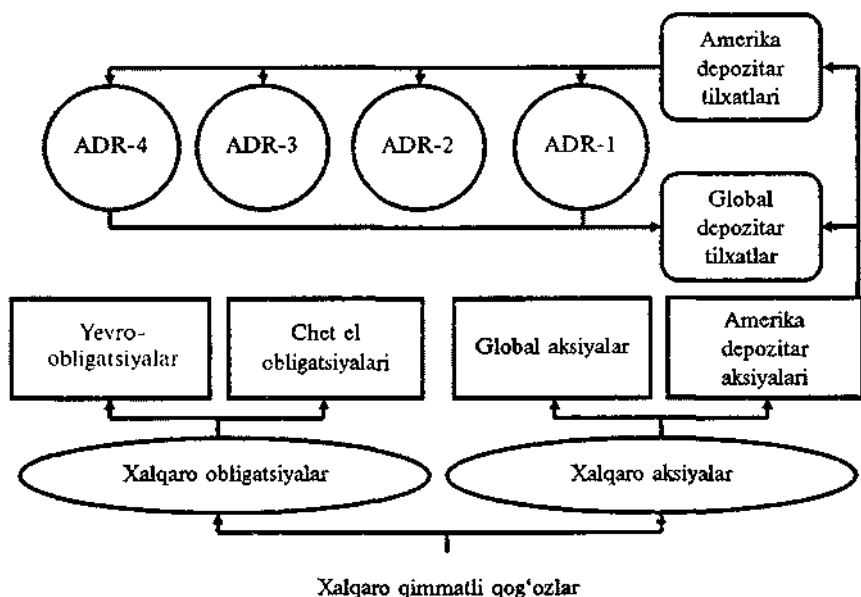 Amerika
depozitar
tilxatlari
ADR-4
ADR-3
ADR-2
ADR-1
Global
depozitar
tilxatlar
Yevro-
obligatsiyalar
Chet el
obligatsiyalari
Global aksiyalar
Amerika
depozitar
aksiyalari
Xalqaro obligatsiyalar
Xalqaro aksiyalar
Xalqaro qimmatli qog‘ozlar